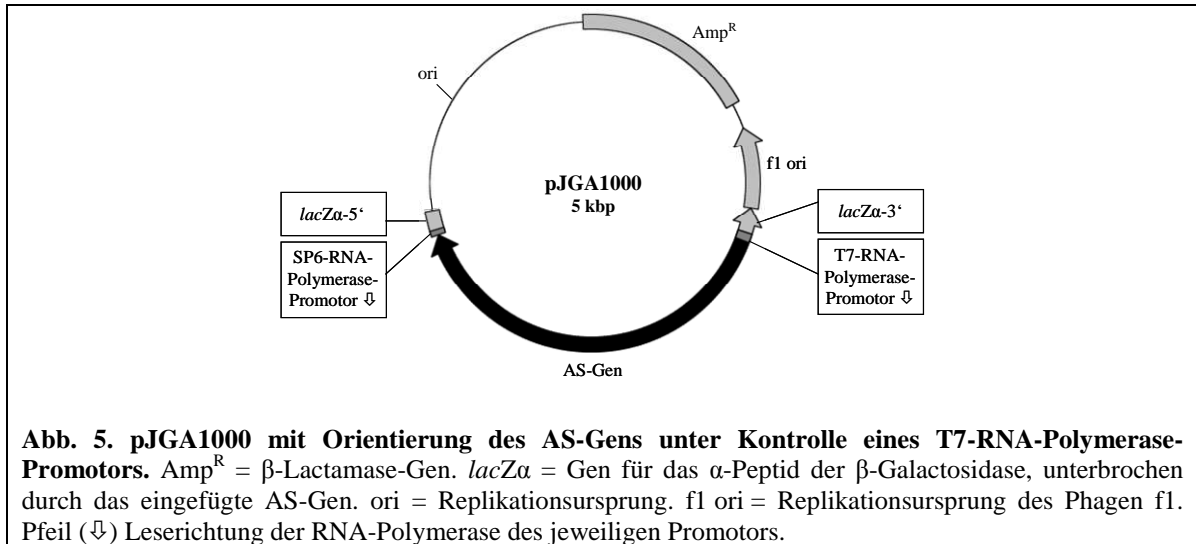 Amp^R
ori
f1 ori
pJGA1000
5 kbp
lacZα-5‘
lacZα-3‘
SP6-RNA-
Polymerase-
Promotor ⇩
T7-RNA-
Polymerase-
Promotor ⇩
AS-Gen
Abb. 5. pJGA1000 mit Orientierung des AS-Gens unter Kontrolle eines T7-RNA-Polymerase-
Promotors. Amp^R = β-Lactamase-Gen. lacZα = Gen für das α-Peptid der β-Galactosidase, unterbrochen
durch das eingefügte AS-Gen. ori = Replikationsursprung. f1 ori = Replikationsursprung des Phagen f1.
Pfeil (⇩) Leserichtung der RNA-Polymerase des jeweiligen Promotors.